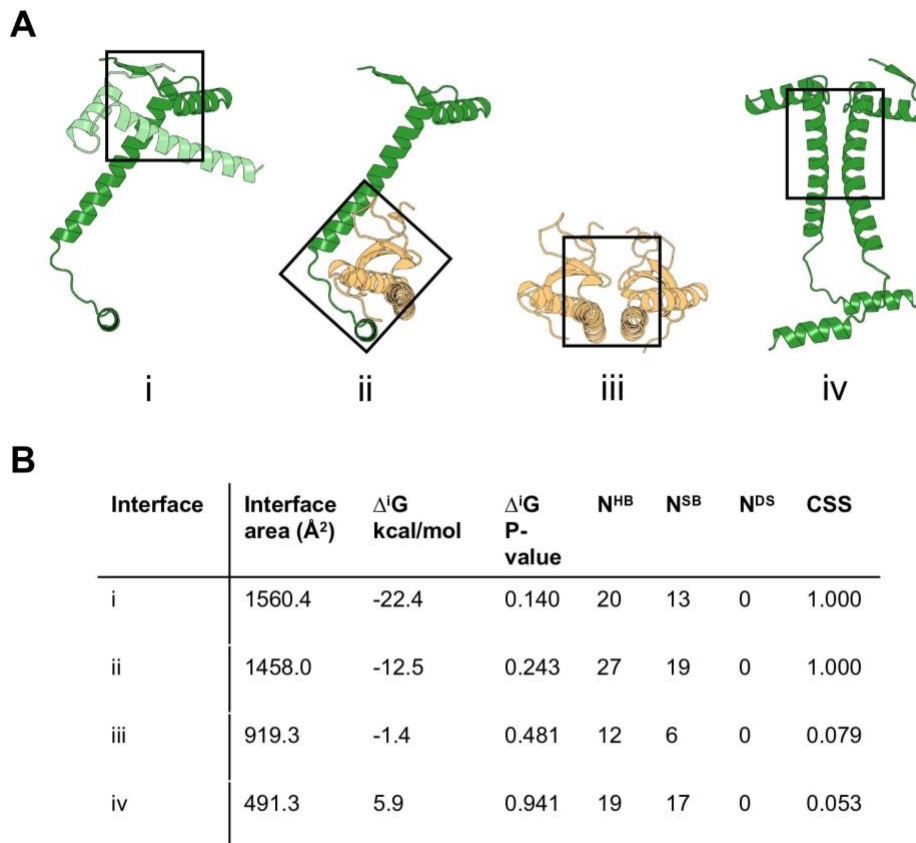 A
i ii iii iv
B
Interface Interface area (Å²) ΔⁱG kcal/mol ΔⁱG P-value Nᴴᴮ Nˢᴮ Nᴰˢ CSS
i 1560.4 -22.4 0.140 20 13 0 1.000
ii 1458.0 -12.5 0.243 27 19 0 1.000
iii 919.3 -1.4 0.481 12 6 0 0.079
iv 491.3 5.9 0.941 19 17 0 0.053